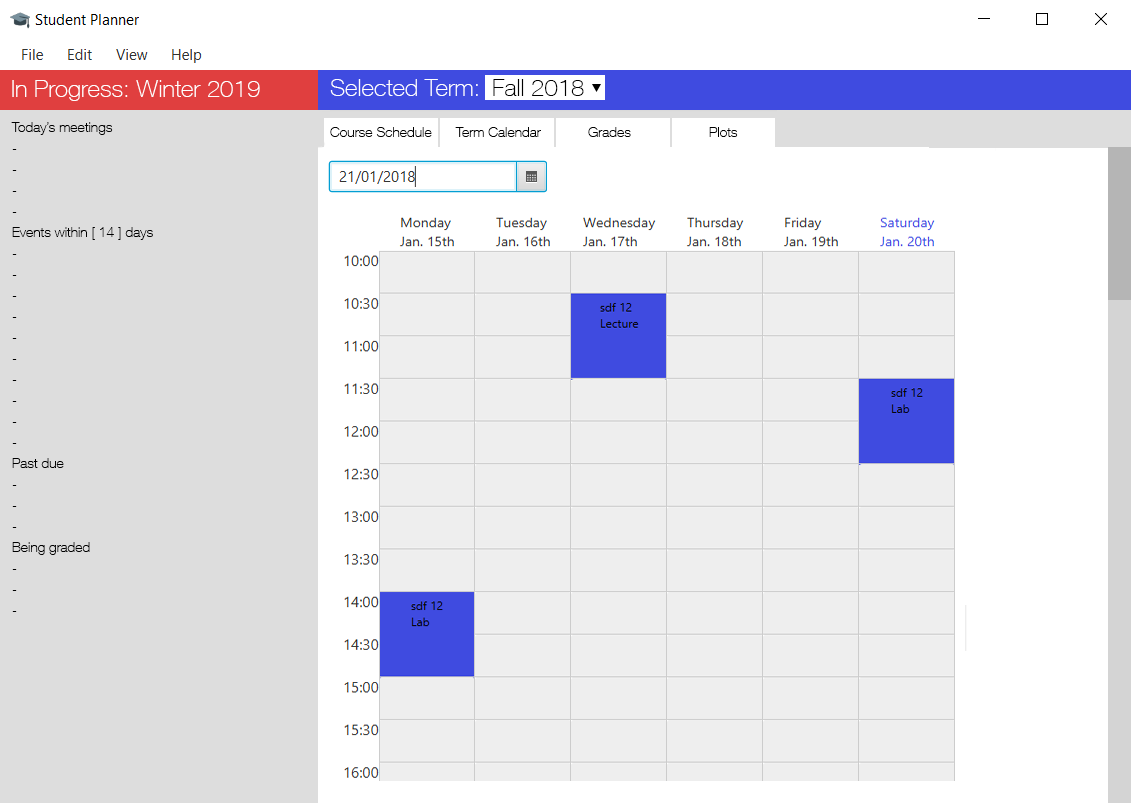 Student Planner
File Edit View Help
In Progress: Winter 2019
Selected Term: Fall 2018 ▼
Today's meetings
-
-
-
-
Events within [ 14 ] days
-
-
-
-
-
-
-
-
-
-
Past due
-
-
-
Being graded
-
-
-
Course Schedule Term Calendar Grades Plots
21/01/2018
Monday Tuesday Wednesday Thursday Friday Saturday
Jan. 15th Jan. 16th Jan. 17th Jan. 18th Jan. 19th Jan. 20th
10:00
10:30
sdf 12
Lecture
11:00
11:30
sdf 12
Lab
12:00
12:30
13:00
13:30
14:00
sdf 12
Lab
14:30
15:00
15:30
16:00